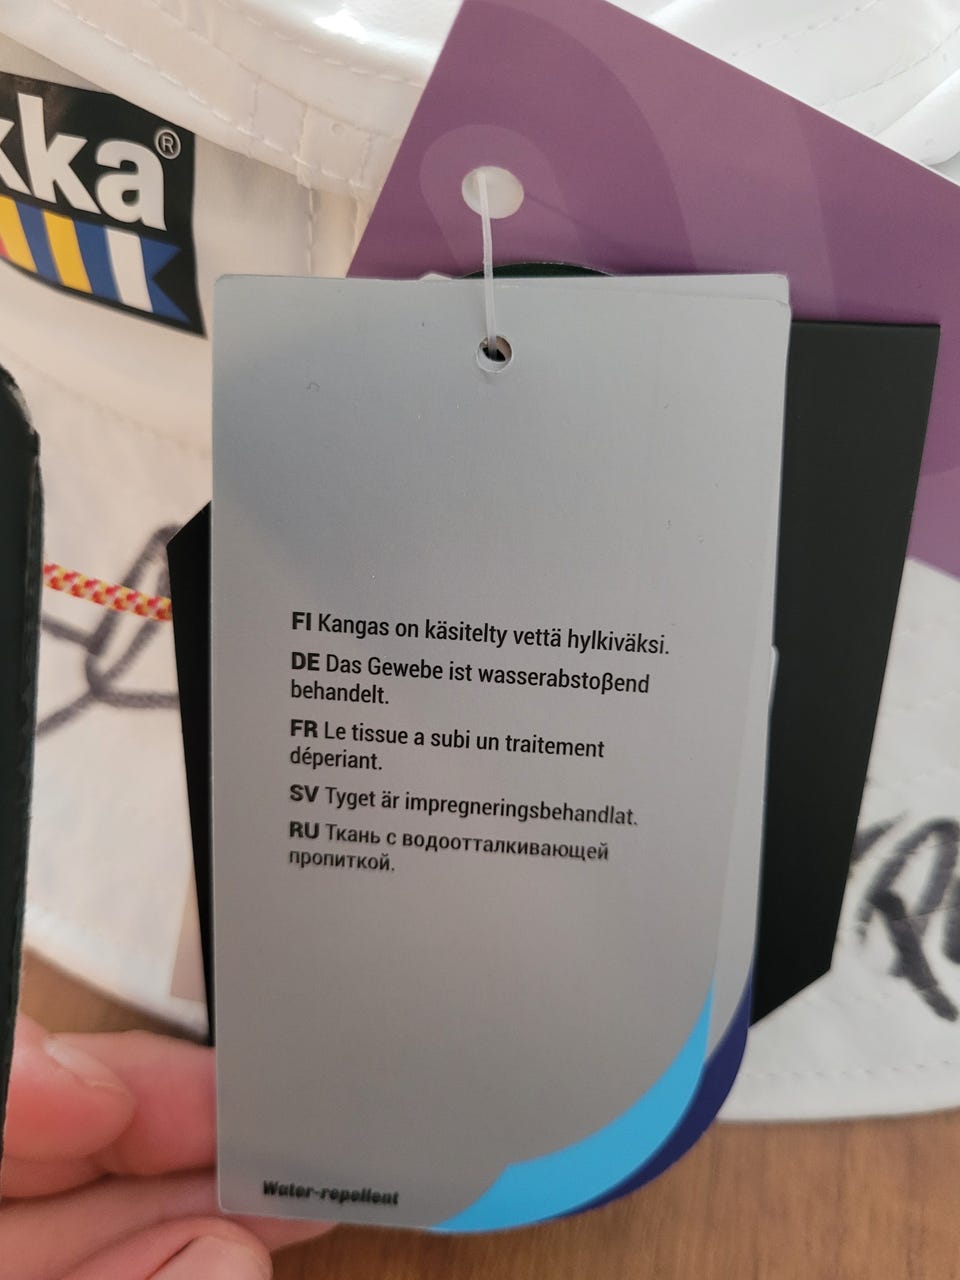 kka®
FI Kangas on käsitelty vettä hylkiväksi.
DE Das Gewebe ist wasserabstoβend
behandelt.
FR Le tissue a subi un traitement
déperiant.
SV Tyget är impregneringsbehandlat.
RU Ткань с водоотталкивающей
пропиткой.
Water-repellent